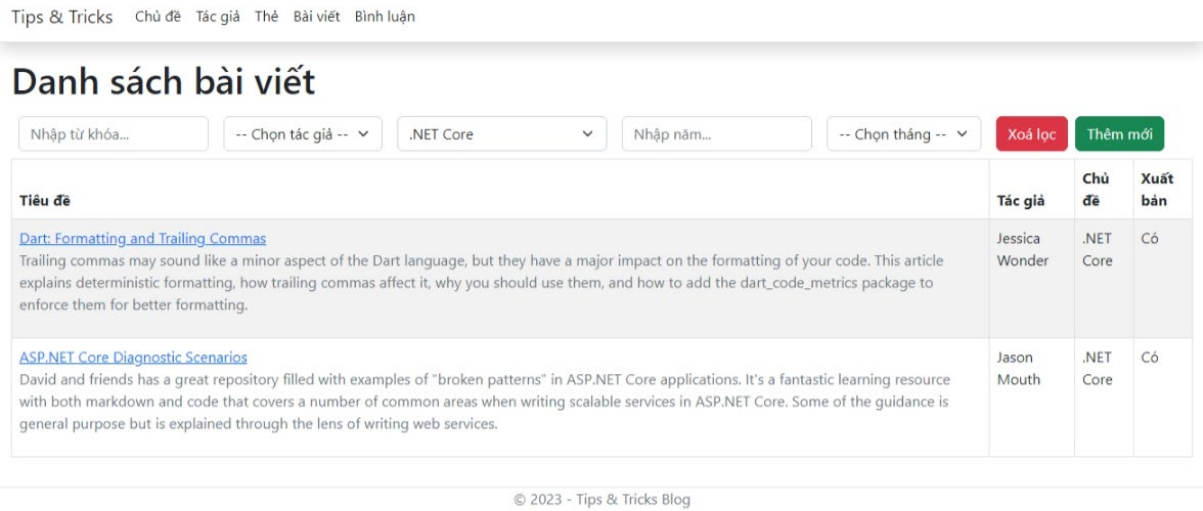 Tips & Tricks Chủ đề Tác giả Thẻ Bài viết Bình luận
Danh sách bài viết
Nhập từ khóa... -- Chọn tác giả -- .NET Core Nhập năm... -- Chọn tháng -- Xoá lọc Thêm mới
Tiêu đề Tác giả Chủ đề Xuất bản
Dart: Formatting and Trailing Commas
Trailing commas may sound like a minor aspect of the Dart language, but they have a major impact on the formatting of your code. This article
explains deterministic formatting, how trailing commas affect it, why you should use them, and how to add the dart_code_metrics package to
enforce them for better formatting.
Jessica
Wonder
.NET
Core
Có
ASP.NET Core Diagnostic Scenarios
David and friends has a great repository filled with examples of "broken patterns" in ASP.NET Core applications. It's a fantastic learning resource
with both markdown and code that covers a number of common areas when writing scalable services in ASP.NET Core. Some of the guidance is
general purpose but is explained through the lens of writing web services.
Jason
Mouth
.NET
Core
Có
© 2023 - Tips & Tricks Blog